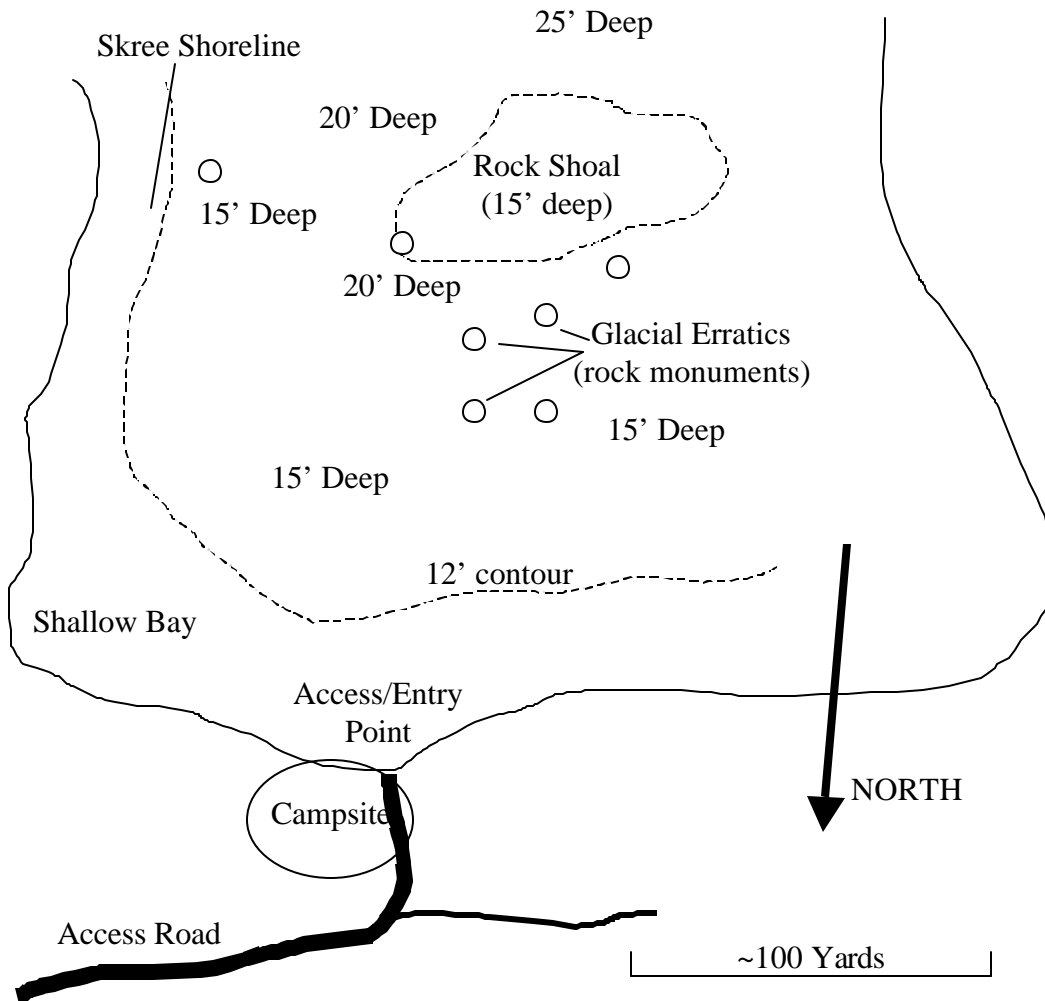 25’ Deep
Skree Shoreline
20’ Deep
Rock Shoal
(15’ deep)
15’ Deep
20’ Deep
Glacial Erratics
(rock monuments)
15’ Deep
15’ Deep
12’ contour
Shallow Bay
Access/Entry
Point
NORTH
Campsite
Access Road
~100 Yards